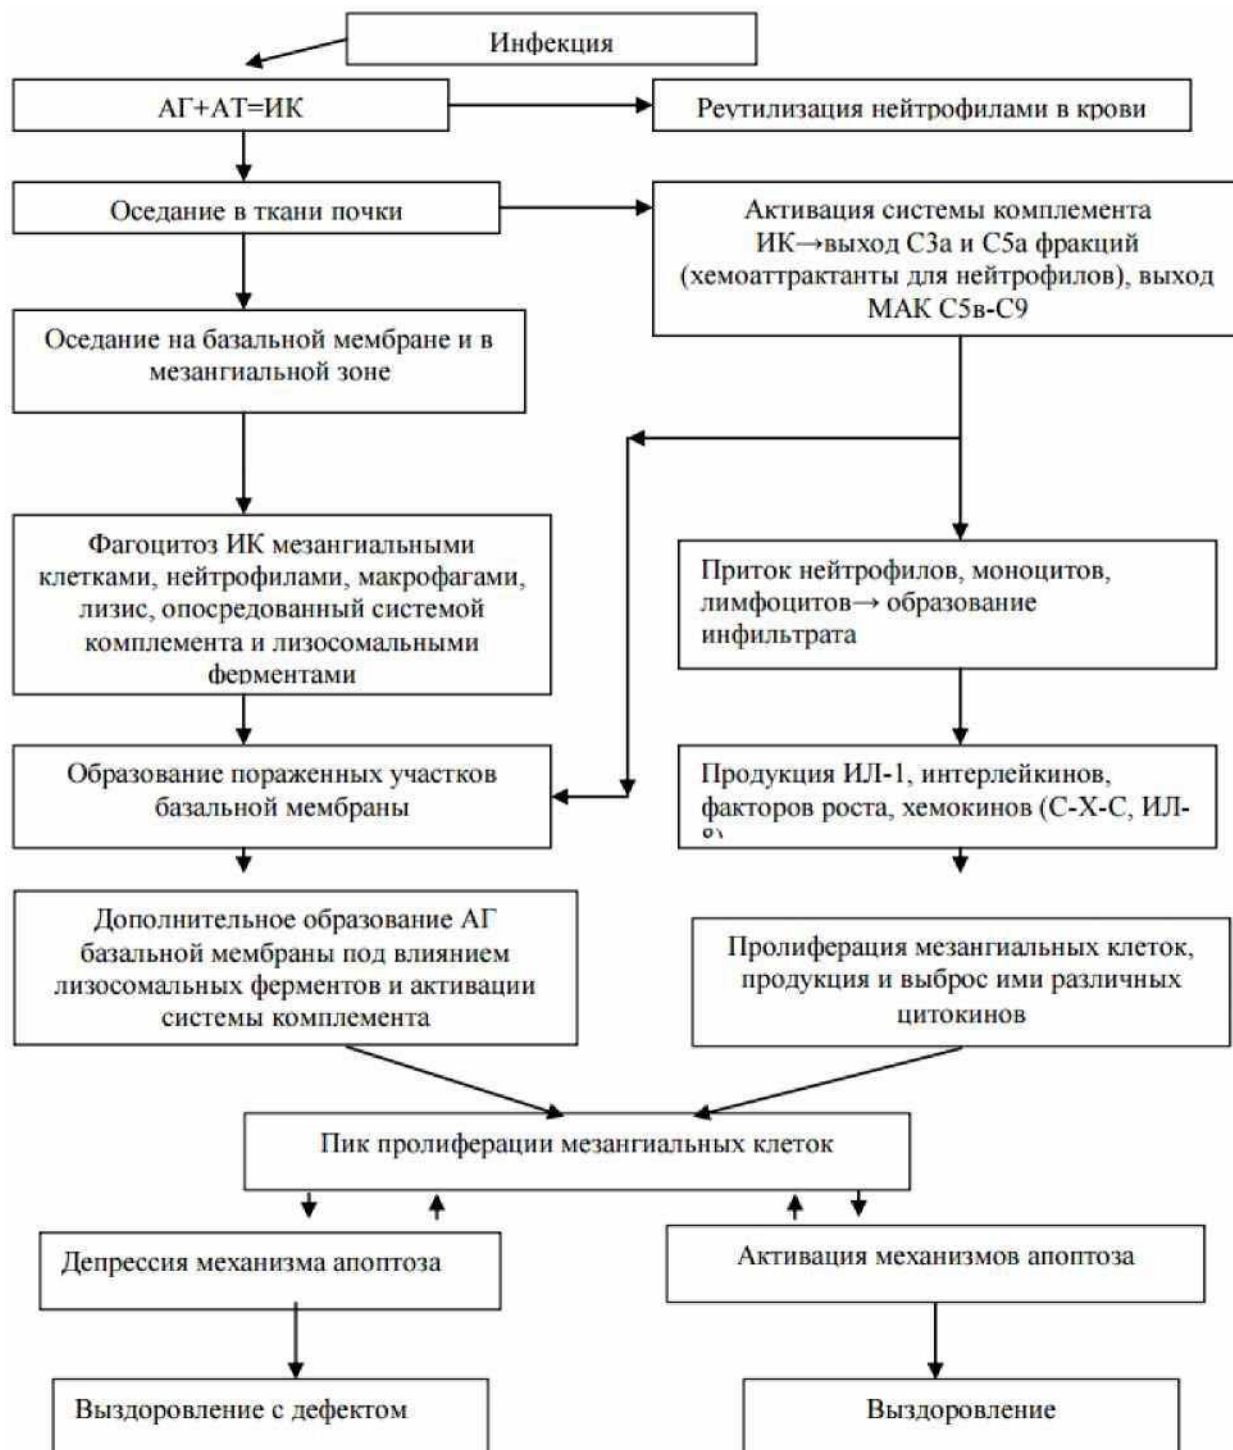 Инфекция
АГ+АТ=ИК
Реутилизация нейтрофилами в крови
Оседание в ткани почки
Активация системы комплемента
ИК→выход С3а и С5а фракций
(хемоаттрактанты для нейтрофилов), выход
МАК С5в-С9
Оседание на базальной мембране и в
мезангиальной зоне
Фагоцитоз ИК мезангиальными
клетками, нейтрофилами, макрофагами,
лизис, опосредованный системой
комплемента и лизосомальными
ферментами
Приток нейтрофилов, моноцитов,
лимфоцитов→ образование
инфильтрата
Образование пораженных участков
базальной мембраны
Продукция ИЛ-1, интерлейкинов,
факторов роста, хемокинов (С-Х-С, ИЛ-
8)
Дополнительное образование АГ
базальной мембраны под влиянием
лизосомальных ферментов и активации
системы комплемента
Пролиферация мезангиальных клеток,
продукция и выброс ими различных
цитокинов
Пик пролиферации мезангиальных клеток
Депрессия механизма апоптоза
Активация механизмов апоптоза
Выздоровление с дефектом
Выздоровление